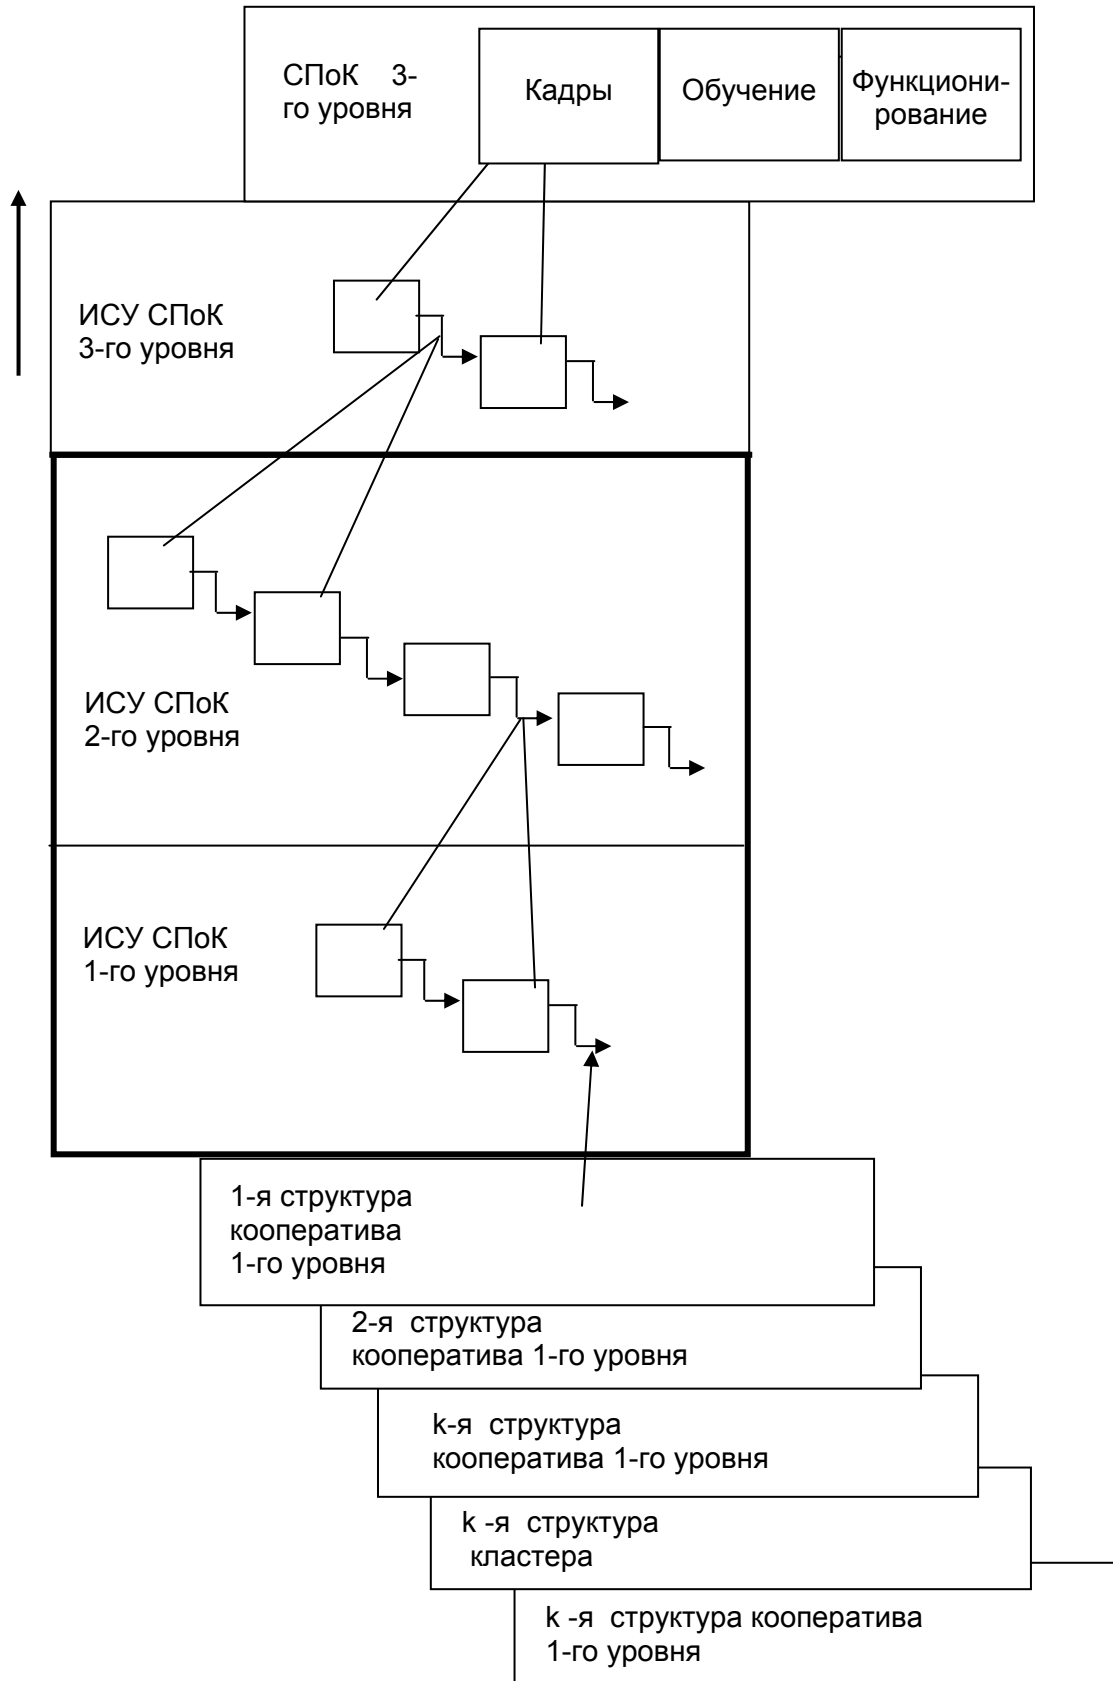 СПоК 3-
го уровня
Кадры
Обучение
Функциони-
рование
ИСУ СПоК
3-го уровня
ИСУ СПоК
2-го уровня
ИСУ СПоК
1-го уровня
1-я структура
кооператива
1-го уровня
2-я структура
кооператива 1-го уровня
k-я структура
кооператива 1-го уровня
k -я структура
кластера
k -я структура кооператива
1-го уровня